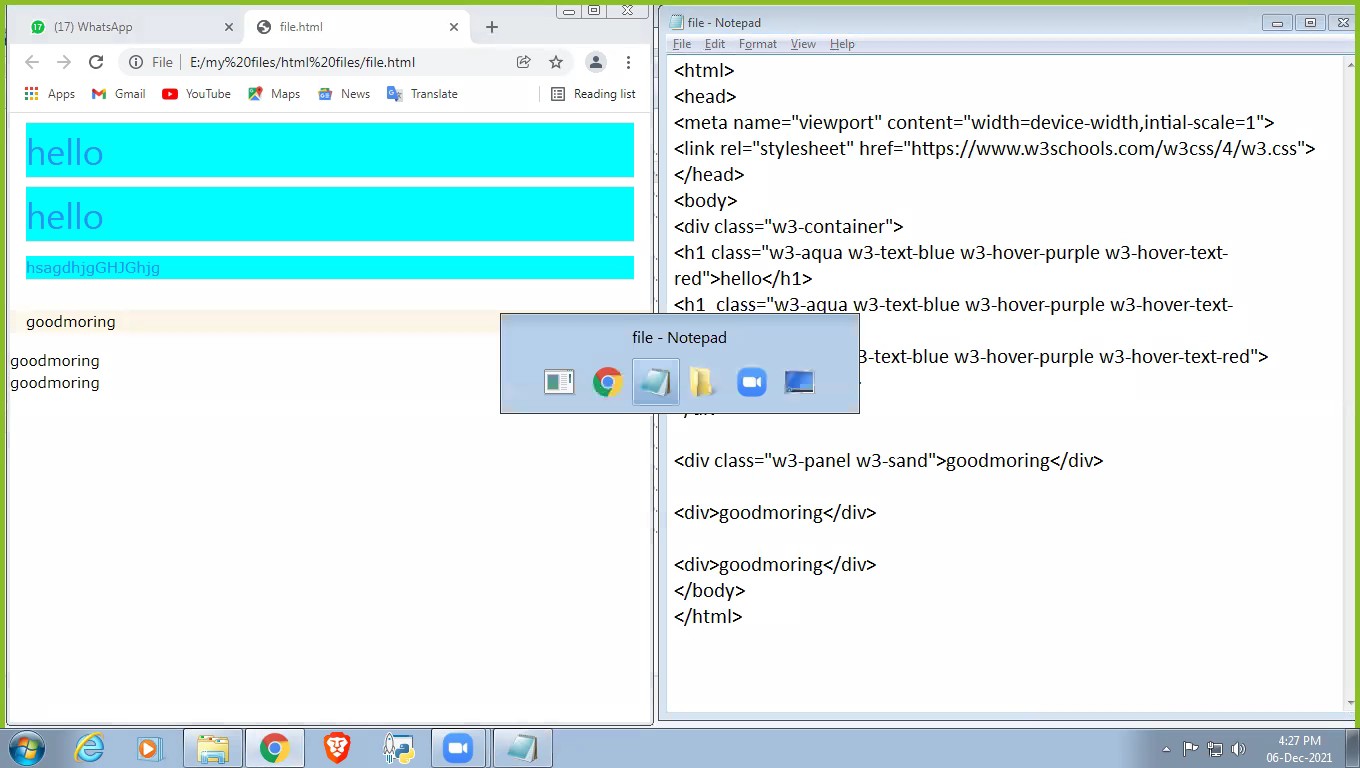 (17) WhatsApp
file.html
File
E:/my%20files/html%20files/file.html
Apps
Gmail
YouTube
Maps
News
Translate
Reading list
hello
hello
hsagdhjgGHJGhjg
goodmoring
goodmoring
goodmoring
file - Notepad
File Edit Format View Help
<html>
<head>
<meta name="viewport" content="width=device-width,intial-scale=1">
<link rel="stylesheet" href="https://www.w3schools.com/w3css/4/w3.css">
</head>
<body>
<div class="w3-container">
<h1 class="w3-aqua w3-text-blue w3-hover-purple w3-hover-text-
red">hello</h1>
<h1  class="w3-aqua w3-text-blue w3-hover-purple w3-hover-text-
3-text-blue w3-hover-purple w3-hover-text-red">
<div class="w3-panel w3-sand">goodmoring</div>
<div>goodmoring</div>
<div>goodmoring</div>
</body>
</html>
file - Notepad
4:27 PM
06-Dec-2021